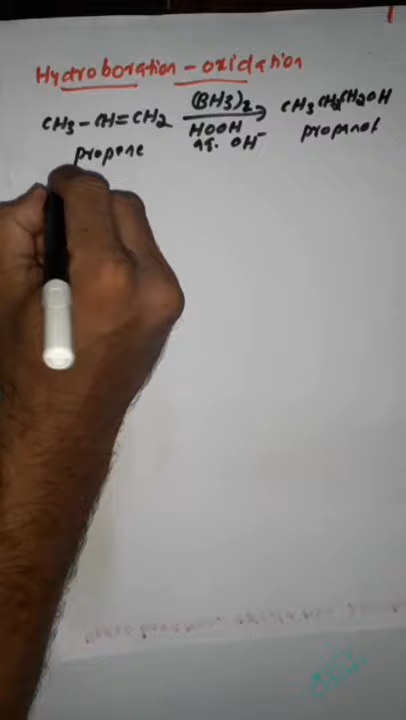 Hydroboration - oxidation
CH3 - CH = CH2 (BH3)2 CH3CH2CH2OH
HOOH
aq. OH-
propene propanol